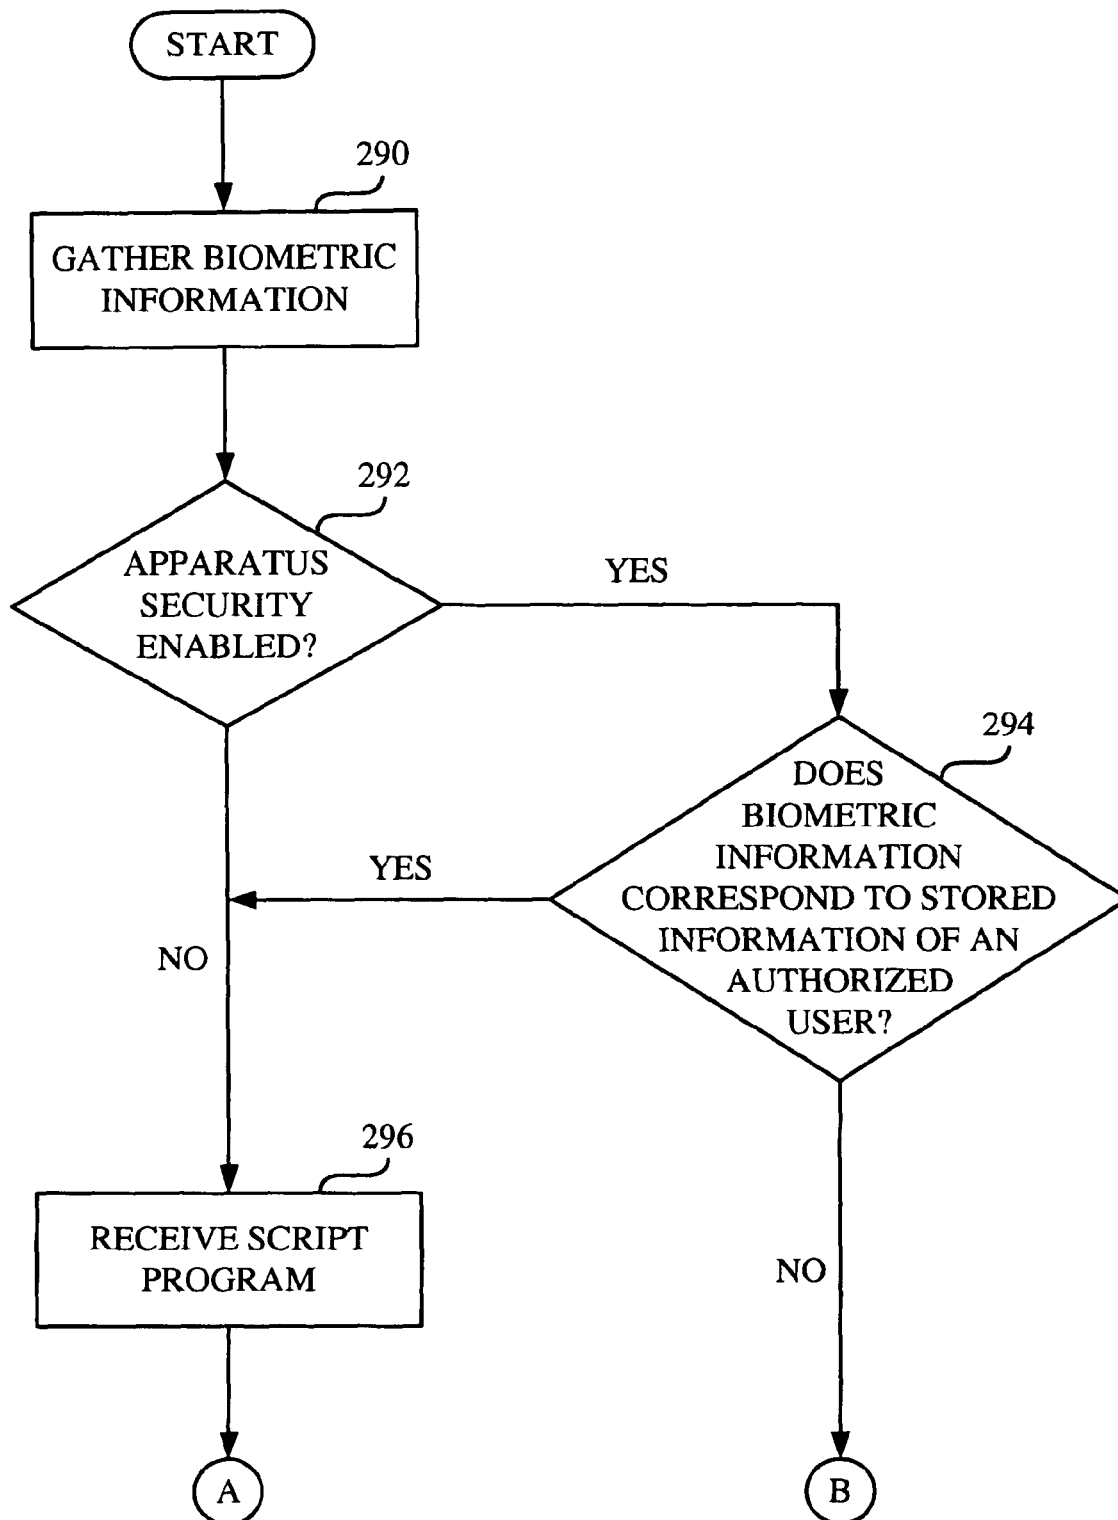 START
290
GATHER BIOMETRIC
INFORMATION
292
APPARATUS
SECURITY
ENABLED?
YES
294
DOES
BIOMETRIC
INFORMATION
CORRESPOND TO STORED
INFORMATION OF AN
AUTHORIZED
USER?
YES
NO
296
RECEIVE SCRIPT
PROGRAM
NO
A
B